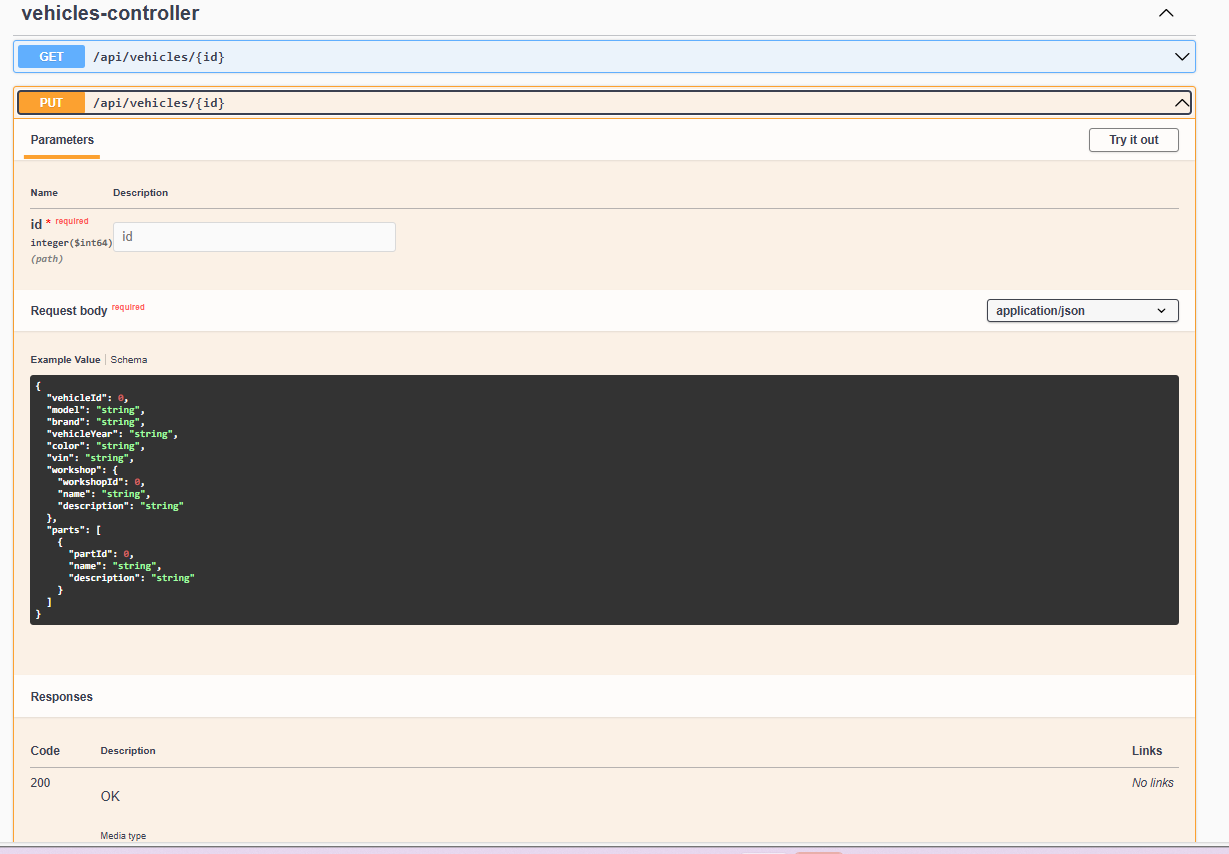 vehicles-controller
GET /api/vehicles/{id}
PUT /api/vehicles/{id}
Parameters
Try it out
Name Description
id * required
integer($int64)
(path)
id
Request body required
application/json
Example Value Schema
{
  "vehicleId": 0,
  "model": "string",
  "brand": "string",
  "vehicleYear": "string",
  "color": "string",
  "vin": "string",
  "workshop": {
    "workshopId": 0,
    "name": "string",
    "description": "string"
  },
  "parts": [
    {
      "partId": 0,
      "name": "string",
      "description": "string"
    }
  ]
}
Responses
Code Description Links
200 OK No links
Media type